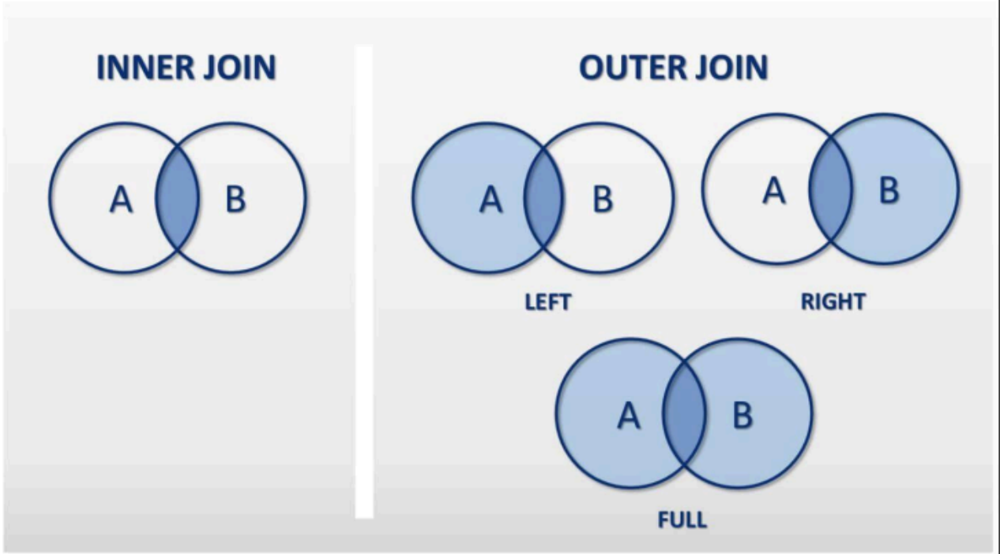 INNER JOIN
A B
OUTER JOIN
A B
LEFT
A B
RIGHT
A B
FULL